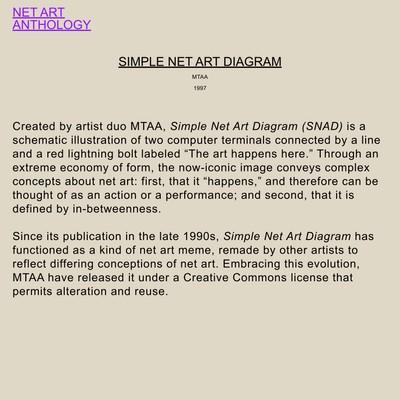 NET ART
ANTHOLOGY
SIMPLE NET ART DIAGRAM
MTAA
1997
Created by artist duo MTAA, Simple Net Art Diagram (SNAD) is a
schematic illustration of two computer terminals connected by a line
and a red lightning bolt labeled “The art happens here.” Through an
extreme economy of form, the now-iconic image conveys complex
concepts about net art: first, that it “happens,” and therefore can be
thought of as an action or a performance; and second, that it is
defined by in-betweenness.
Since its publication in the late 1990s, Simple Net Art Diagram has
functioned as a kind of net art meme, remade by other artists to
reflect differing conceptions of net art. Embracing this evolution,
MTAA have released it under a Creative Commons license that
permits alteration and reuse.